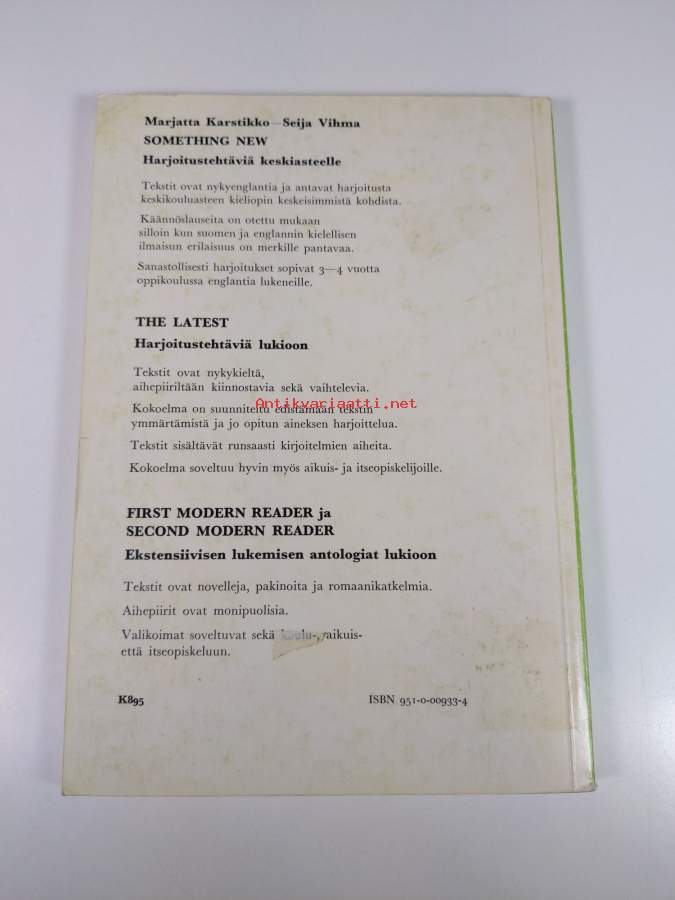 Marjatta Karstikko—Seija Vihma
SOMETHING NEW
Harjoitustehtäviä keskiasteelle
Tekstit ovat nykyenglantia ja antavat harjoitusta
keskikouluasteen kieliopin keskeisimmistä kohdista.
Käännöslauseita on otettu mukaan
silloin kun suomen ja englannin kielellisen
ilmaisun erilaisuus on merkille pantavaa.
Sanastollisesti harjoitukset sopivat 3—4 vuotta
oppikoulussa englantia lukeneille.
THE LATEST
Harjoitustehtäviä lukioon
Tekstit ovat nykykieltä,
aihepiiriltään kiinnostavia sekä vaihtelevia.
Antikvariaatti.net
Kokoelma on suunniteltu edistämään tekstin
ymmärtämistä ja jo opitun aineksen harjoittelua.
Tekstit sisältävät runsaasti kirjoitelmien aiheita.
Kokoelma soveltuu hyvin myös aikuis- ja itseopiskelijoille.
FIRST MODERN READER ja
SECOND MODERN READER
Ekstensiivisen lukemisen antologiat lukioon
Tekstit ovat novelleja, pakinoita ja romaanikatkelmia.
Aihepiirit ovat monipuolisia.
Valikoimat soveltuvat sekä koulu-, aikuis-
että itseopiskeluun.
K895
ISBN 951-0-00933-4